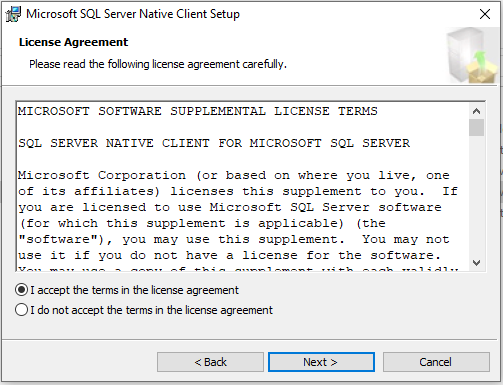 Microsoft SQL Server Native Client Setup
License Agreement
Please read the following license agreement carefully.
MICROSOFT SOFTWARE SUPPLEMENTAL LICENSE TERMS
SQL SERVER NATIVE CLIENT FOR MICROSOFT SQL SERVER
Microsoft Corporation (or based on where you live, one
of its affiliates) licenses this supplement to you.  If
you are licensed to use Microsoft SQL Server software
(for which this supplement is applicable) (the
"software"), you may use this supplement.  You may not
use it if you do not have a license for the software.
You may use a copy of this supplement with each validly
I accept the terms in the license agreement
I do not accept the terms in the license agreement
< Back
Next >
Cancel